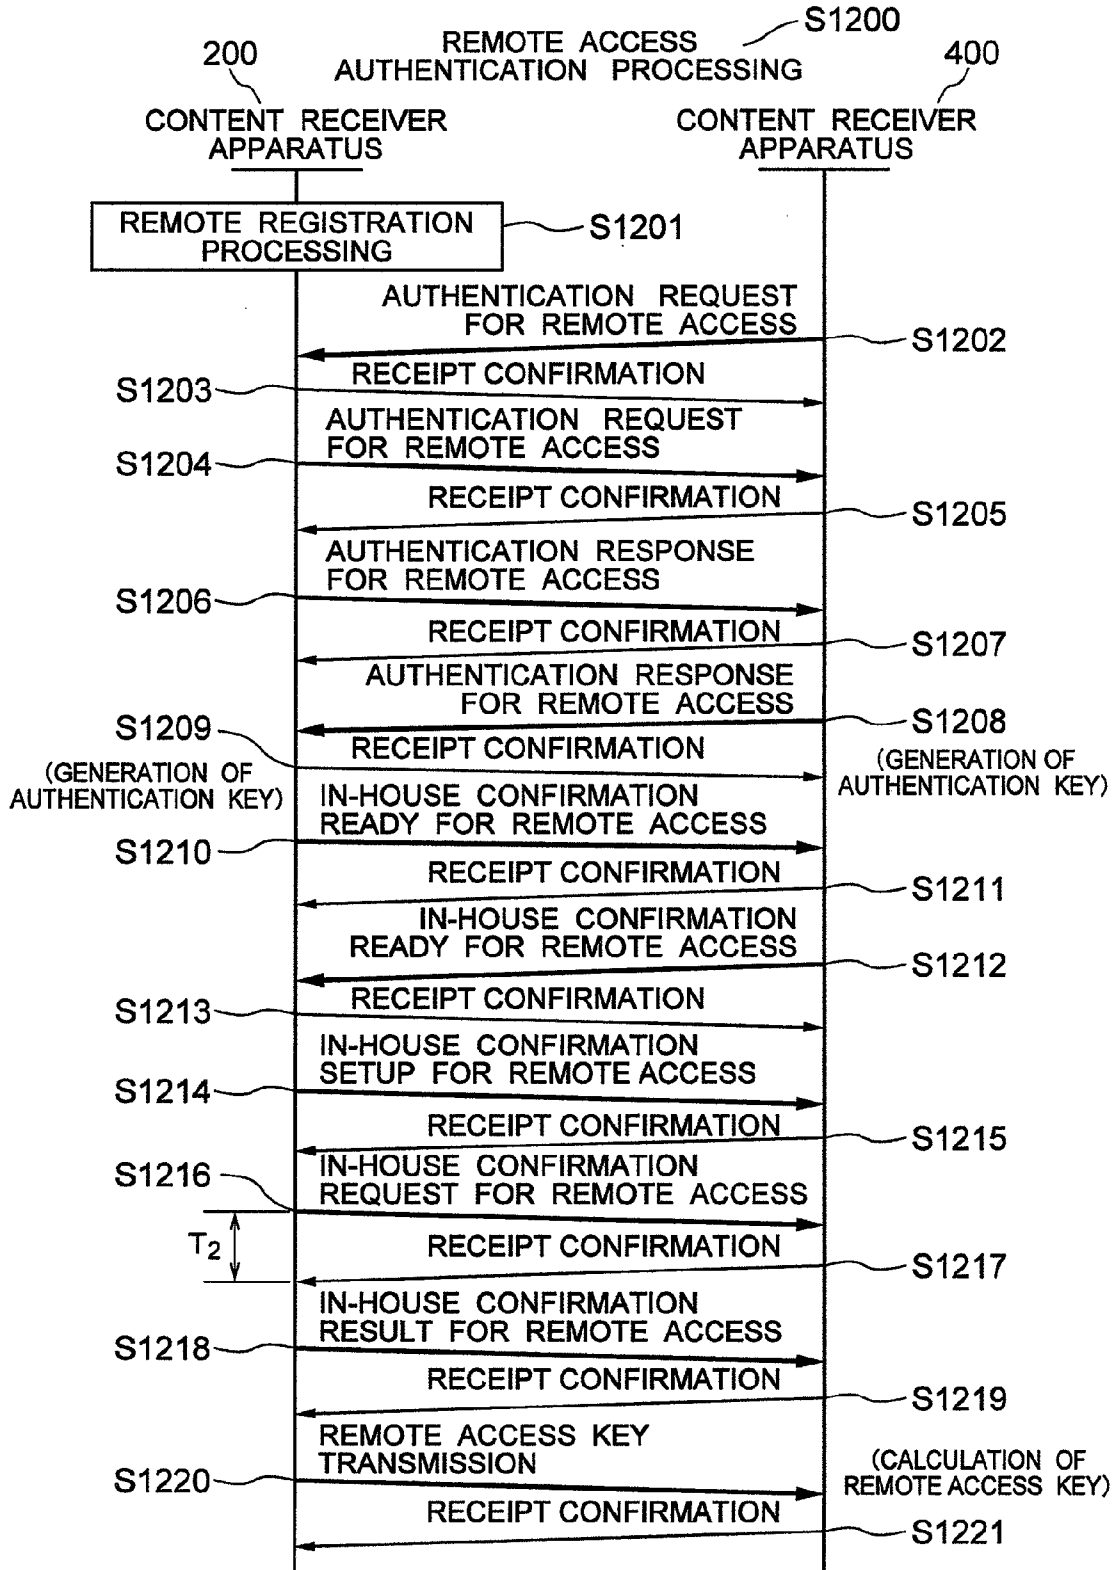 S1200
REMOTE ACCESS
AUTHENTICATION PROCESSING
200
400
CONTENT RECEIVER
APPARATUS
CONTENT RECEIVER
APPARATUS
REMOTE REGISTRATION
PROCESSING
S1201
AUTHENTICATION REQUEST
FOR REMOTE ACCESS
S1202
RECEIPT CONFIRMATION
S1203
AUTHENTICATION REQUEST
FOR REMOTE ACCESS
S1204
RECEIPT CONFIRMATION
S1205
AUTHENTICATION RESPONSE
FOR REMOTE ACCESS
S1206
RECEIPT CONFIRMATION
S1207
AUTHENTICATION RESPONSE
FOR REMOTE ACCESS
S1208
S1209
RECEIPT CONFIRMATION
(GENERATION OF
AUTHENTICATION KEY)
(GENERATION OF
AUTHENTICATION KEY)
IN-HOUSE CONFIRMATION
READY FOR REMOTE ACCESS
S1210
RECEIPT CONFIRMATION
S1211
IN-HOUSE CONFIRMATION
READY FOR REMOTE ACCESS
S1212
RECEIPT CONFIRMATION
S1213
IN-HOUSE CONFIRMATION
SETUP FOR REMOTE ACCESS
S1214
RECEIPT CONFIRMATION
S1215
IN-HOUSE CONFIRMATION
REQUEST FOR REMOTE ACCESS
S1216
T2
RECEIPT CONFIRMATION
S1217
IN-HOUSE CONFIRMATION
RESULT FOR REMOTE ACCESS
S1218
RECEIPT CONFIRMATION
S1219
REMOTE ACCESS KEY
TRANSMISSION
S1220
(CALCULATION OF
REMOTE ACCESS KEY)
RECEIPT CONFIRMATION
S1221